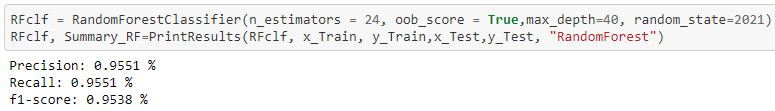 RFclf = RandomForestClassifier(n_estimators = 24, oob_score = True,max_depth=40, random_state=2021)
RFclf, Summary_RF=PrintResults(RFclf, x_Train, y_Train,x_Test,y_Test, "RandomForest")
Precision: 0.9551 %
Recall: 0.9551 %
f1-score: 0.9538 %